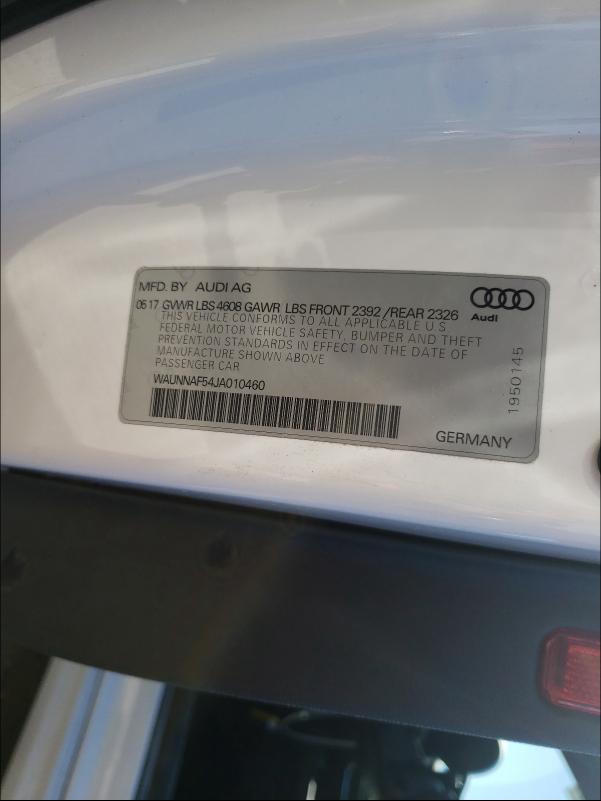 MFD. BY AUDI AG
06 17 GVWR LBS 4608 GAWR LBS FRONT 2392 / REAR 2326
Audi
THIS VEHICLE CONFORMS TO ALL APPLICABLE U S
FEDERAL MOTOR VEHICLE SAFETY, BUMPER AND THEFT
PREVENTION STANDARDS IN EFFECT ON THE DATE OF
MANUFACTURE SHOWN ABOVE
PASSENGER CAR
WAUNNAF54JA010460
1950145
GERMANY